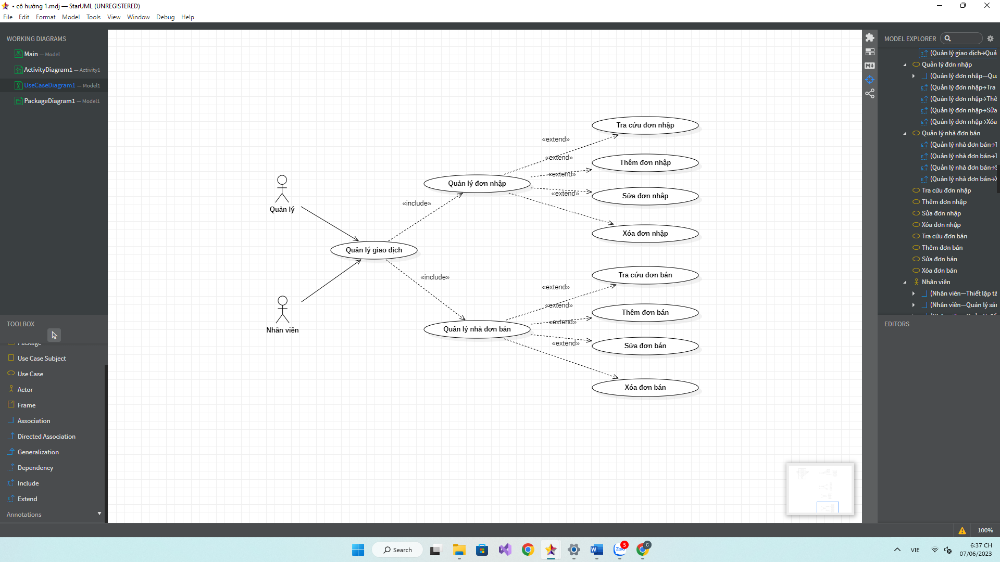 • cô hường 1.mdj — StarUML (UNREGISTERED)
File Edit Format Model Tools View Window Debug Help
WORKING DIAGRAMS
Main — Model
ActivityDiagram1 — Activity1
UseCaseDiagram1 — Model1
PackageDiagram1 — Model1
TOOLBOX
Package
Use Case Subject
Use Case
Actor
Frame
Association
Directed Association
Generalization
Dependency
Include
Extend
Annotations
Quản lý
Nhân viên
Quản lý giao dịch
«include»
«include»
Quản lý đơn nhập
Quản lý nhà đơn bán
«extend»
«extend»
«extend»
«extend»
Tra cứu đơn nhập
Thêm đơn nhập
Sửa đơn nhập
Xóa đơn nhập
«extend»
«extend»
«extend»
«extend»
Tra cứu đơn bán
Thêm đơn bán
Sửa đơn bán
Xóa đơn bán
MODEL EXPLORER
(Quản lý giao dịch→Quả
Quản lý đơn nhập
(Quản lý đơn nhập—Quả
(Quản lý đơn nhập→Tra
(Quản lý đơn nhập→Thê
(Quản lý đơn nhập→Sửa
(Quản lý đơn nhập→Xóa
Quản lý nhà đơn bán
(Quản lý nhà đơn bán→T
(Quản lý nhà đơn bán→T
(Quản lý nhà đơn bán→S
(Quản lý nhà đơn bán→X
Tra cứu đơn nhập
Thêm đơn nhập
Sửa đơn nhập
Xóa đơn nhập
Tra cứu đơn bán
Thêm đơn bán
Sửa đơn bán
Xóa đơn bán
Nhân viên
(Nhân viên—Thiết lập tà
(Nhân viên—Quản lý sản
EDITORS
100%
Search
Zalo
5
C
VIE
6:37 CH
07/06/2023